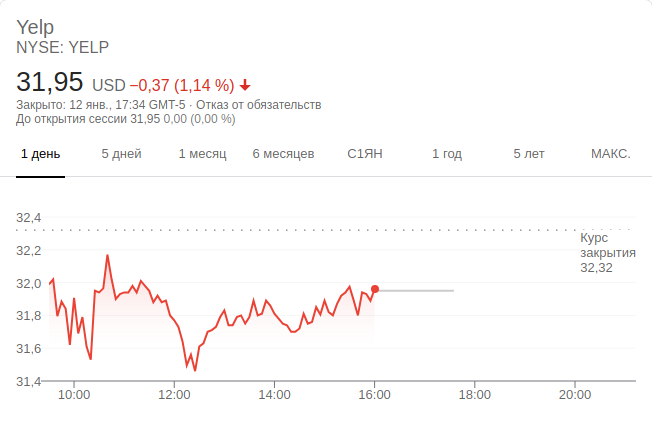 Yelp
NYSE: YELP
31,95 USD −0,37 (1,14 %)
Закрыто: 12 янв., 17:34 GMT-5 · Отказ от обязательств
До открытия сессии 31,95 0,00 (0,00 %)
1 день 5 дней 1 месяц 6 месяцев С1ЯН 1 год 5 лет МАКС.
32,4
Курс
закрытия
32,32
32,2
32,0
31,8
31,6
31,4
10:00 12:00 14:00 16:00 18:00 20:00